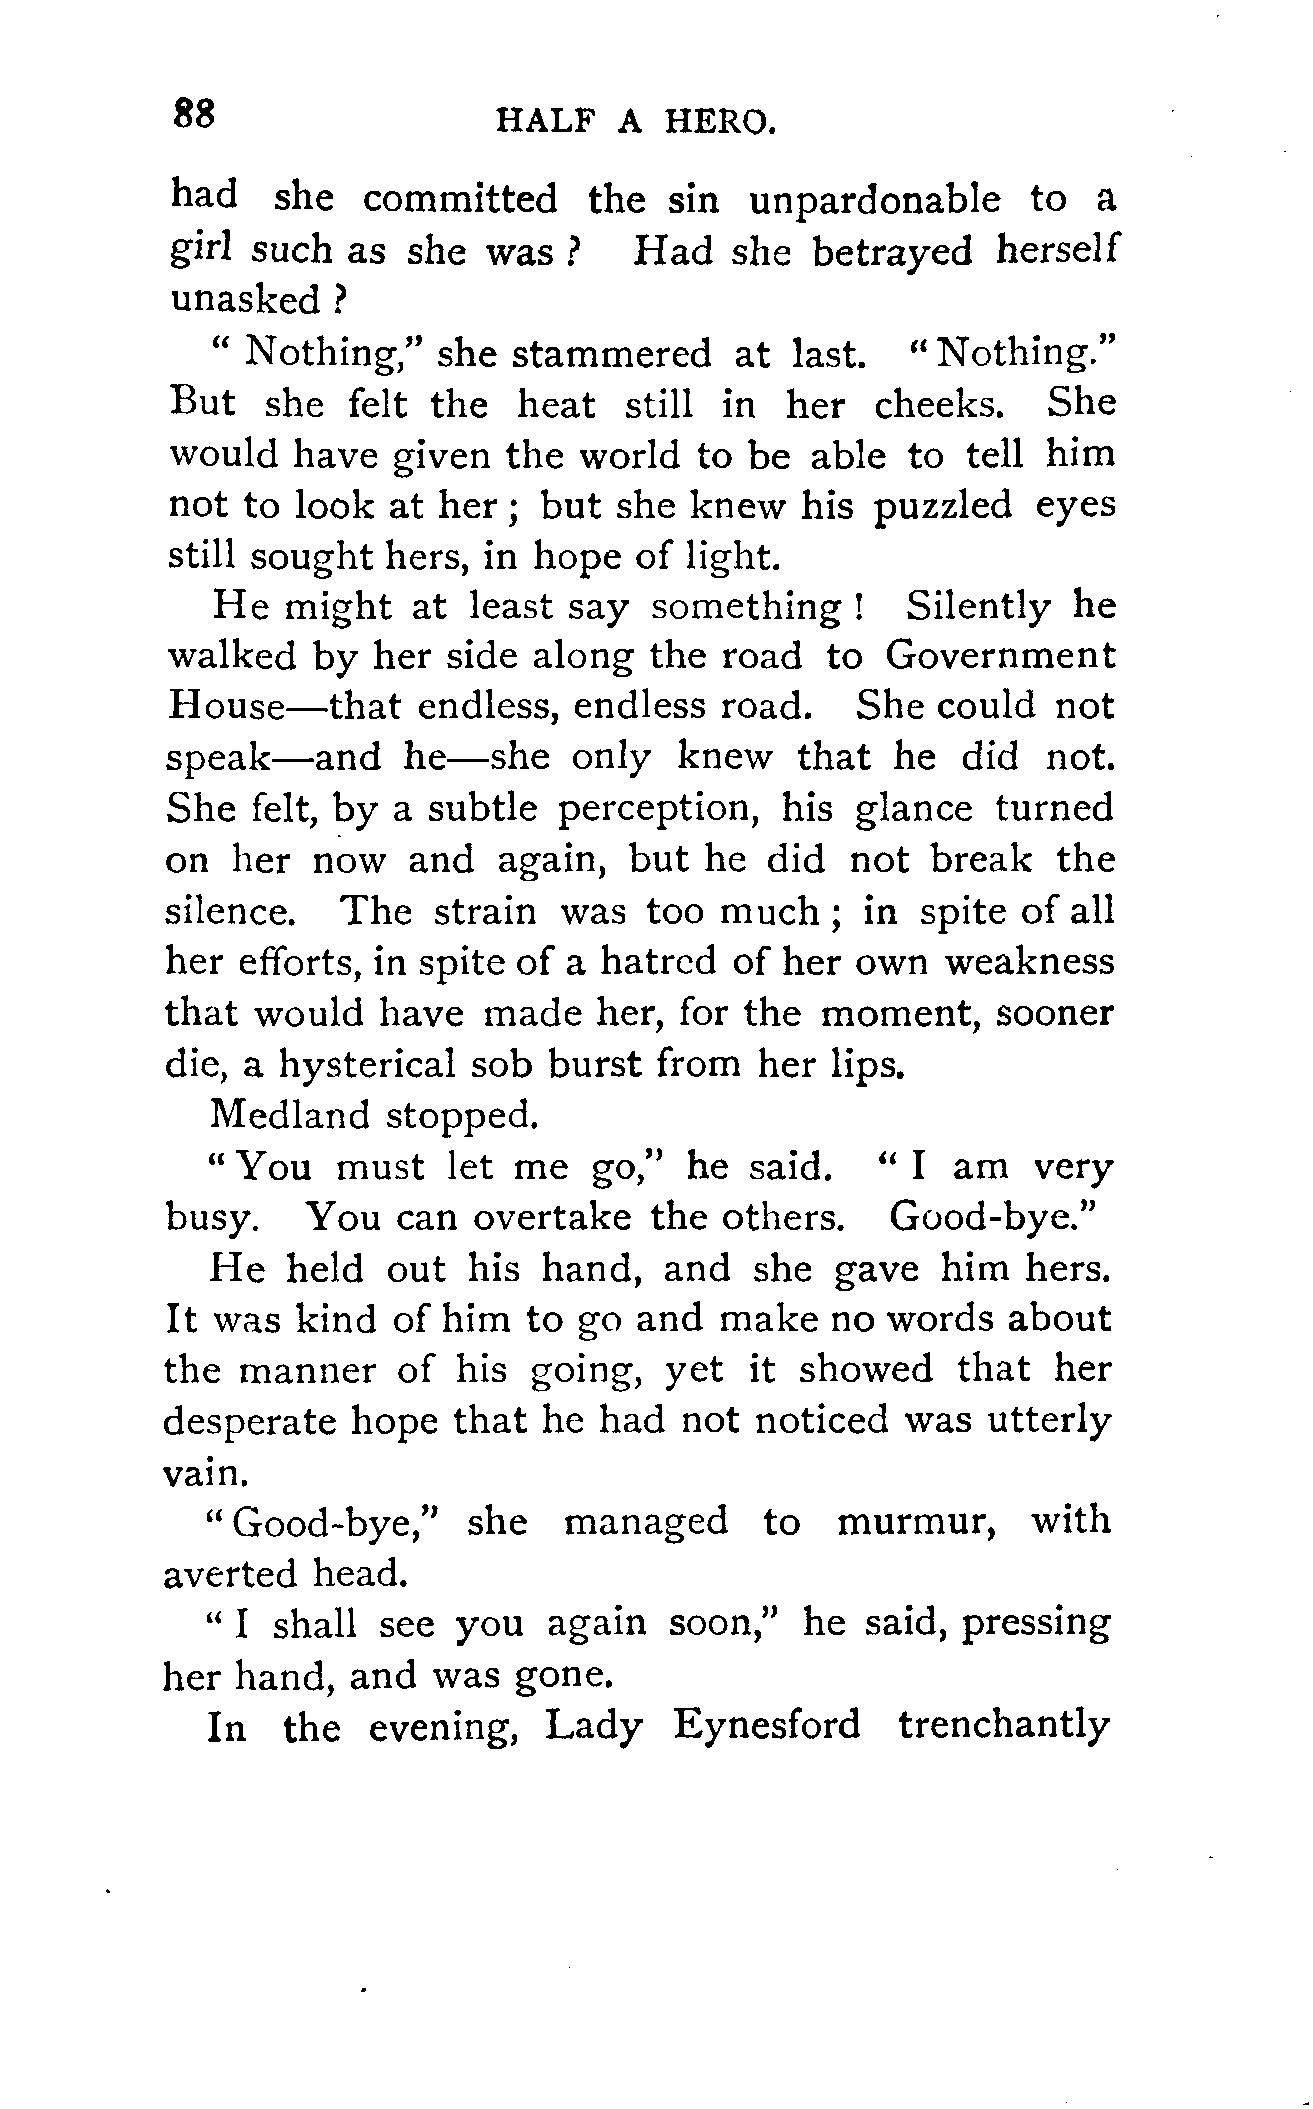 88 HALF A HERO.
had she committed the sin unpardonable to a
girl such as she was ? Had she betrayed herself
unasked ?
“ Nothing,” she stammered at last. “ Nothing.”
But she felt the heat still in her cheeks. She
would have given the world to be able to tell him
not to look at her ; but she knew his puzzled eyes
still sought hers, in hope of light.
He might at least say something ! Silently he
walked by her side along the road to Government
House—that endless, endless road. She could not
speak—and he—she only knew that he did not.
She felt, by a subtle perception, his glance turned
on her now and again, but he did not break the
silence. The strain was too much ; in spite of all
her efforts, in spite of a hatred of her own weakness
that would have made her, for the moment, sooner
die, a hysterical sob burst from her lips.
Medland stopped.
“ You must let me go,” he said. “ I am very
busy. You can overtake the others. Good-bye.”
He held out his hand, and she gave him hers.
It was kind of him to go and make no words about
the manner of his going, yet it showed that her
desperate hope that he had not noticed was utterly
vain.
“ Good-bye,” she managed to murmur, with
averted head.
“ I shall see you again soon,” he said, pressing
her hand, and was gone.
In the evening, Lady Eynesford trenchantly